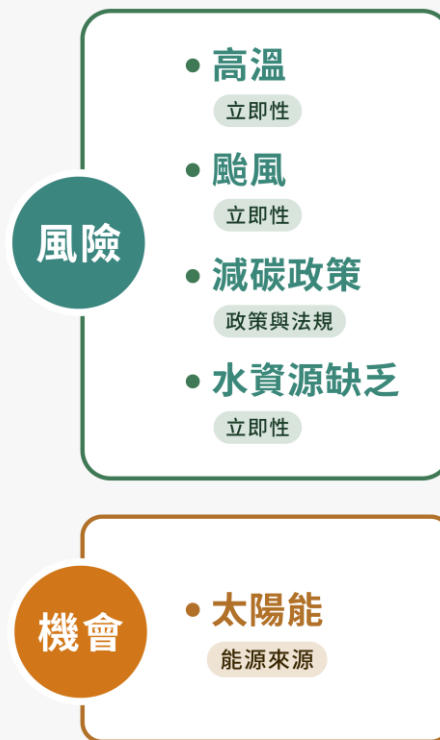 風險
高溫
立即性
颱風
立即性
減碳政策
政策與法規
水資源缺乏
立即性
機會
太陽能
能源來源